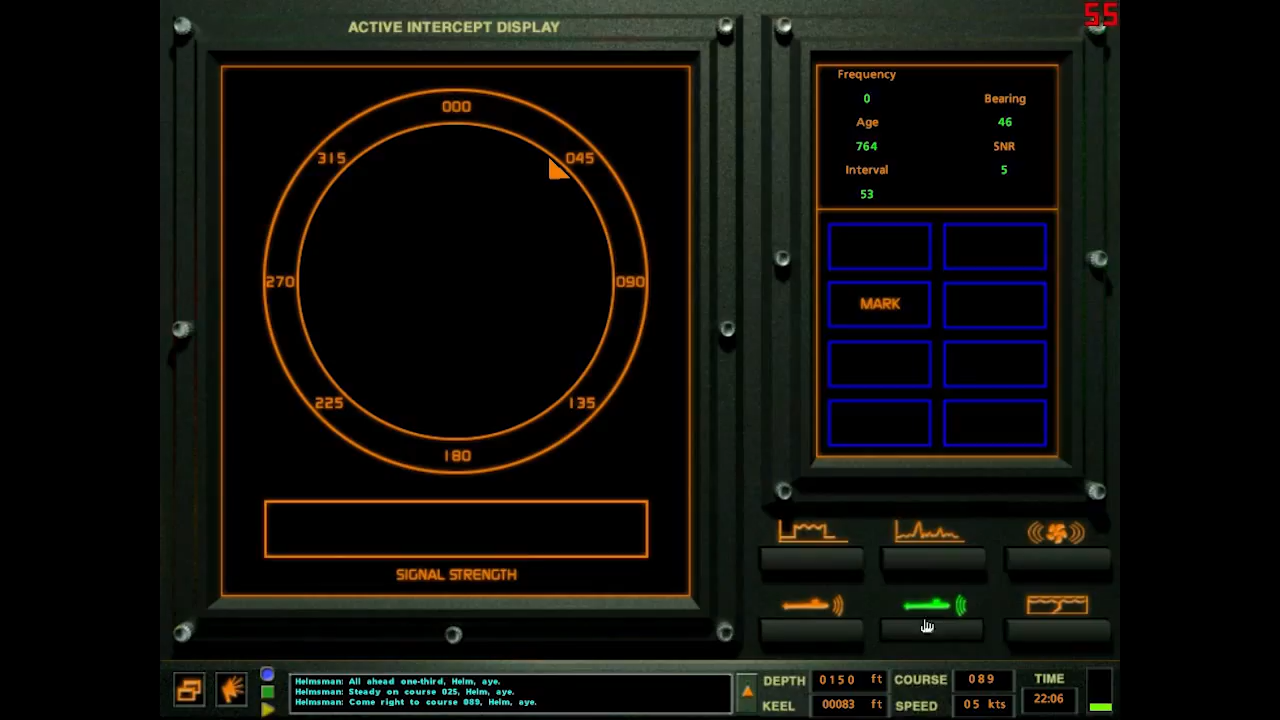 55
ACTIVE INTERCEPT DISPLAY
000
045
090
135
180
225
270
315
SIGNAL STRENGTH
Frequency
0
Bearing
Age
46
764
SNR
Interval
5
53
MARK
Helmsman: All ahead one-third, Helm, aye.
Helmsman: Steady on course 025, Helm, aye.
Helmsman: Come right to course 089, Helm, aye.
DEPTH 0150 ft
KEEL 00083 ft
COURSE 089
SPEED 05 kts
TIME
22:06